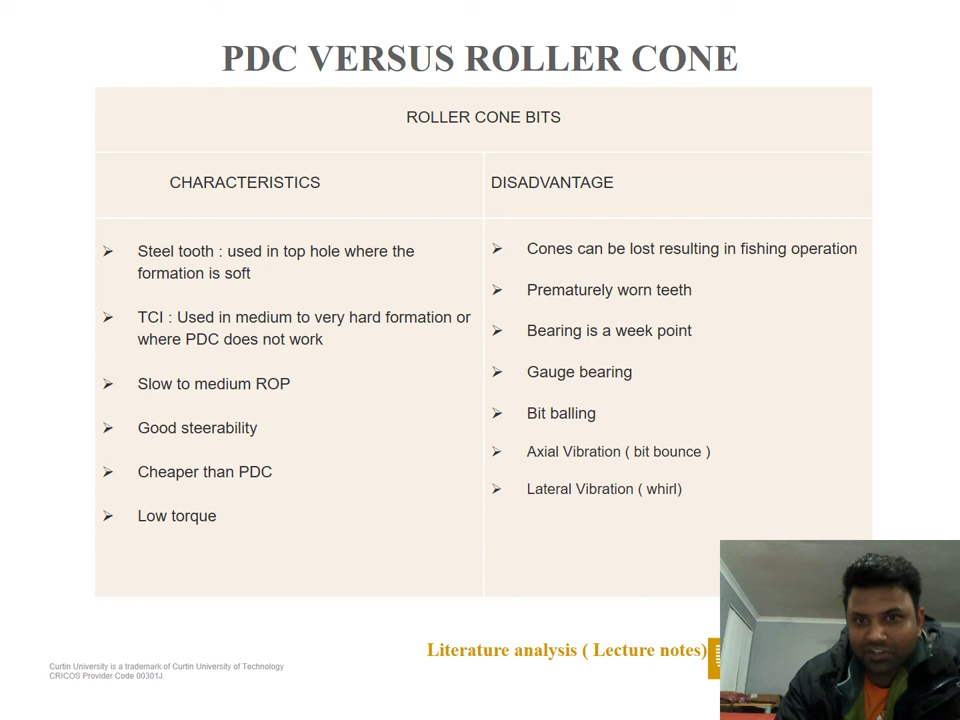 PDC VERSUS ROLLER CONE
ROLLER CONE BITS
CHARACTERISTICS
DISADVANTAGE
Steel tooth : used in top hole where the
formation is soft
TCI : Used in medium to very hard formation or
where PDC does not work
Slow to medium ROP
Good steerability
Cheaper than PDC
Low torque
Cones can be lost resulting in fishing operation
Prematurely worn teeth
Bearing is a week point
Gauge bearing
Bit balling
Axial Vibration ( bit bounce )
Lateral Vibration ( whirl)
Literature analysis ( Lecture notes)
Curtin University is a trademark of Curtin University of Technology
CRICOS Provider Code 00301J